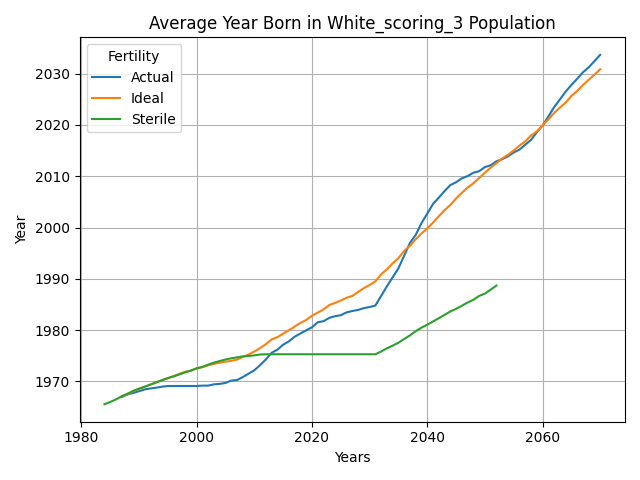 Average Year Born in White_scoring_3 Population
Fertility
Actual
Ideal
Sterile
Year
2030
2020
2010
2000
1990
1980
1970
1980 2000 2020 2040 2060
Years